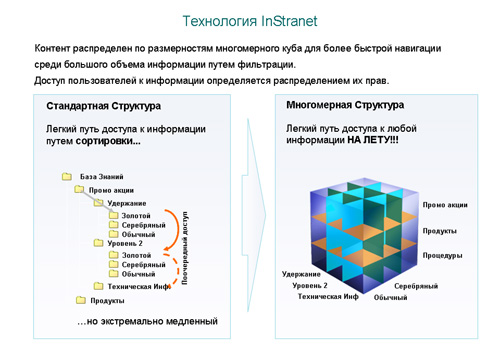 Технология InStranet
Контент распределен по размерностям многомерного куба для более быстрой навигации
среди большого объема информации путем фильтрации.
Доступ пользователей к информации определяется распределением их прав.
Стандартная Структура
Легкий путь доступа к информации
путем сортировки...
База Знаний
Промо акции
Удержание
Золотой
Серебряный
Обычный
Уровень 2
Золотой
Серебряный
Обычный
Техническая Инф
Продукты
Поочередный доступ
...но экстремально медленный
Многомерная Структура
Легкий путь доступа к любой
информации НА ЛЕТУ!!!
Промо акции
Продукты
Процедуры
Удержание
Уровень 2
Техническая Инф
Серебряный
Обычный